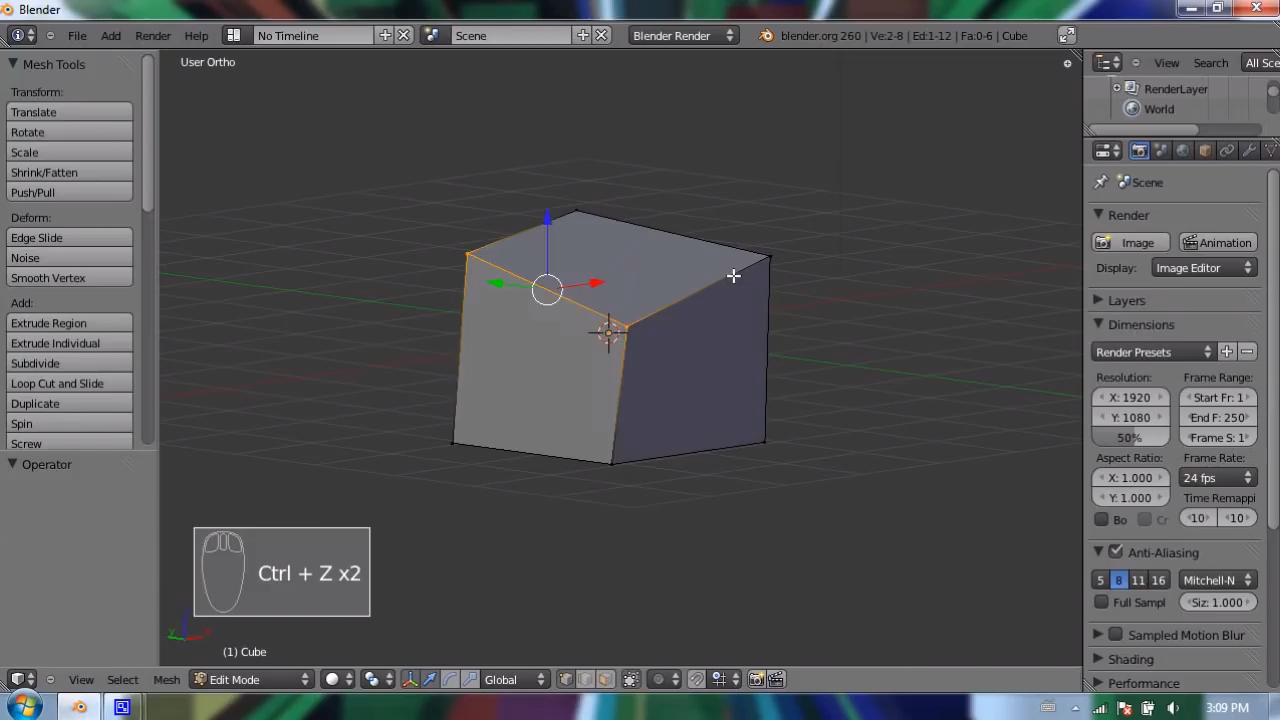 Blender
File Add Render Help No Timeline Scene Blender Render blender.org 260 | Ve:2-8 | Ed:1-12 | Fa:0-6 | Cube
Mesh Tools
Transform:
Translate
Rotate
Scale
Shrink/Fatten
Push/Pull
Deform:
Edge Slide
Noise
Smooth Vertex
Add:
Extrude Region
Extrude Individual
Subdivide
Loop Cut and Slide
Duplicate
Spin
Screw
Operator
User Ortho
Ctrl + Z x2
(1) Cube
View Select Mesh Edit Mode Global
View Search All Sce
RenderLayer
World
Scene
Render
Image Animation
Display: Image Editor
Layers
Dimensions
Render Presets
Resolution: Frame Range:
X: 1920 Start Fr: 1
Y: 1080 End F: 250
50% Frame S: 1
Aspect Ratio: Frame Rate:
X: 1.000 24 fps
Y: 1.000 Time Remappi
Bo Cr 10 10
Anti-Aliasing
5 8 11 16 Mitchell-N
Full Sampl Siz: 1.000
Sampled Motion Blur
Shading
Performance
3:09 PM